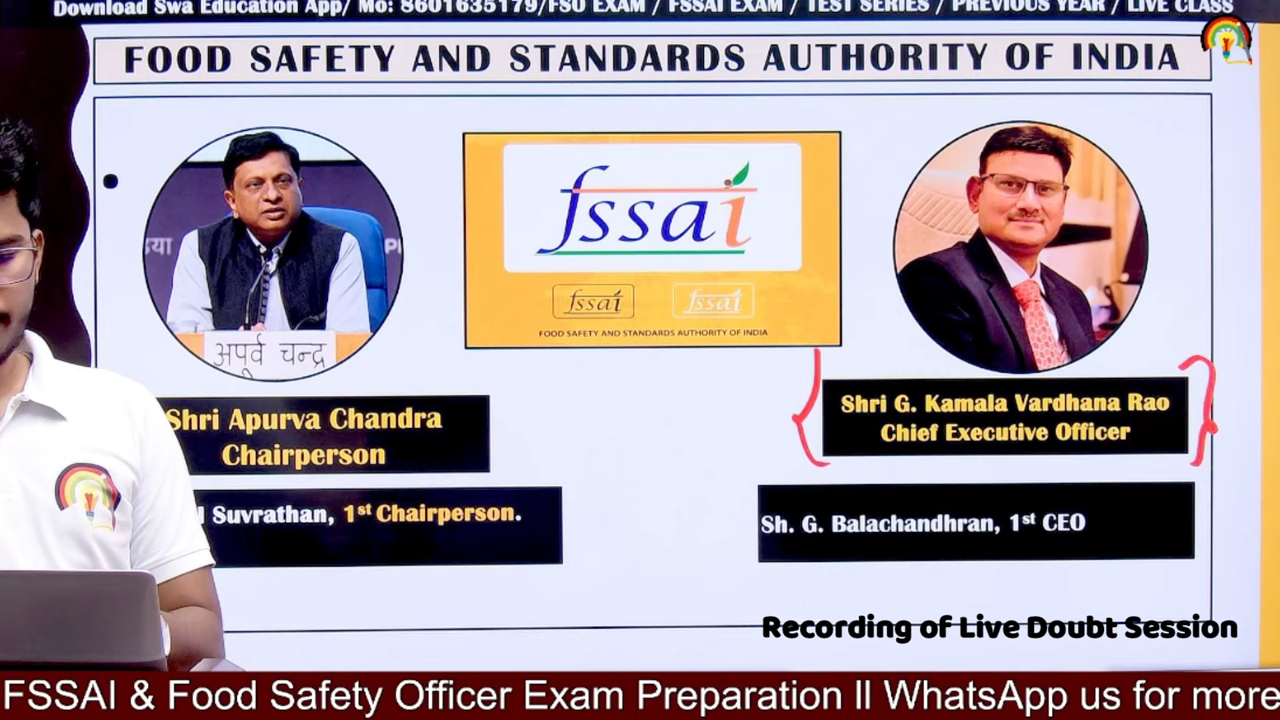 Download Swa Education App/ Mo: 8601635179/FSO EXAM / FSSAI EXAM / TEST SERIES / PREVIOUS YEAR / LIVE CLASS
FOOD SAFETY AND STANDARDS AUTHORITY OF INDIA
अपूर्व चन्द्र
fssai
fssai fssai
FOOD SAFETY AND STANDARDS AUTHORITY OF INDIA
Shri Apurva Chandra
Chairperson
Shri G. Kamala Vardhana Rao
Chief Executive Officer
Suvrathan, 1st Chairperson.
Sh. G. Balachandhran, 1st CEO
Recording of Live Doubt Session
FSSAI & Food Safety Officer Exam Preparation II WhatsApp us for more